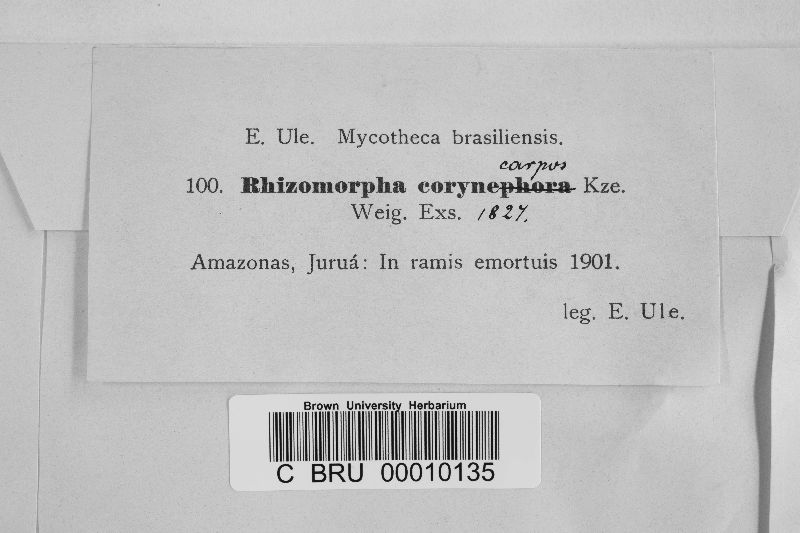 E. Ule. Mycotheca brasiliensis.
carpos
100. Rhizomorpha corynephora Kze.
Weig. Exs. 1827.
Amazonas, Juruá: In ramis emortuis 1901.
leg. E. Ule.
Brown University Herbarium
C BRU 00010135